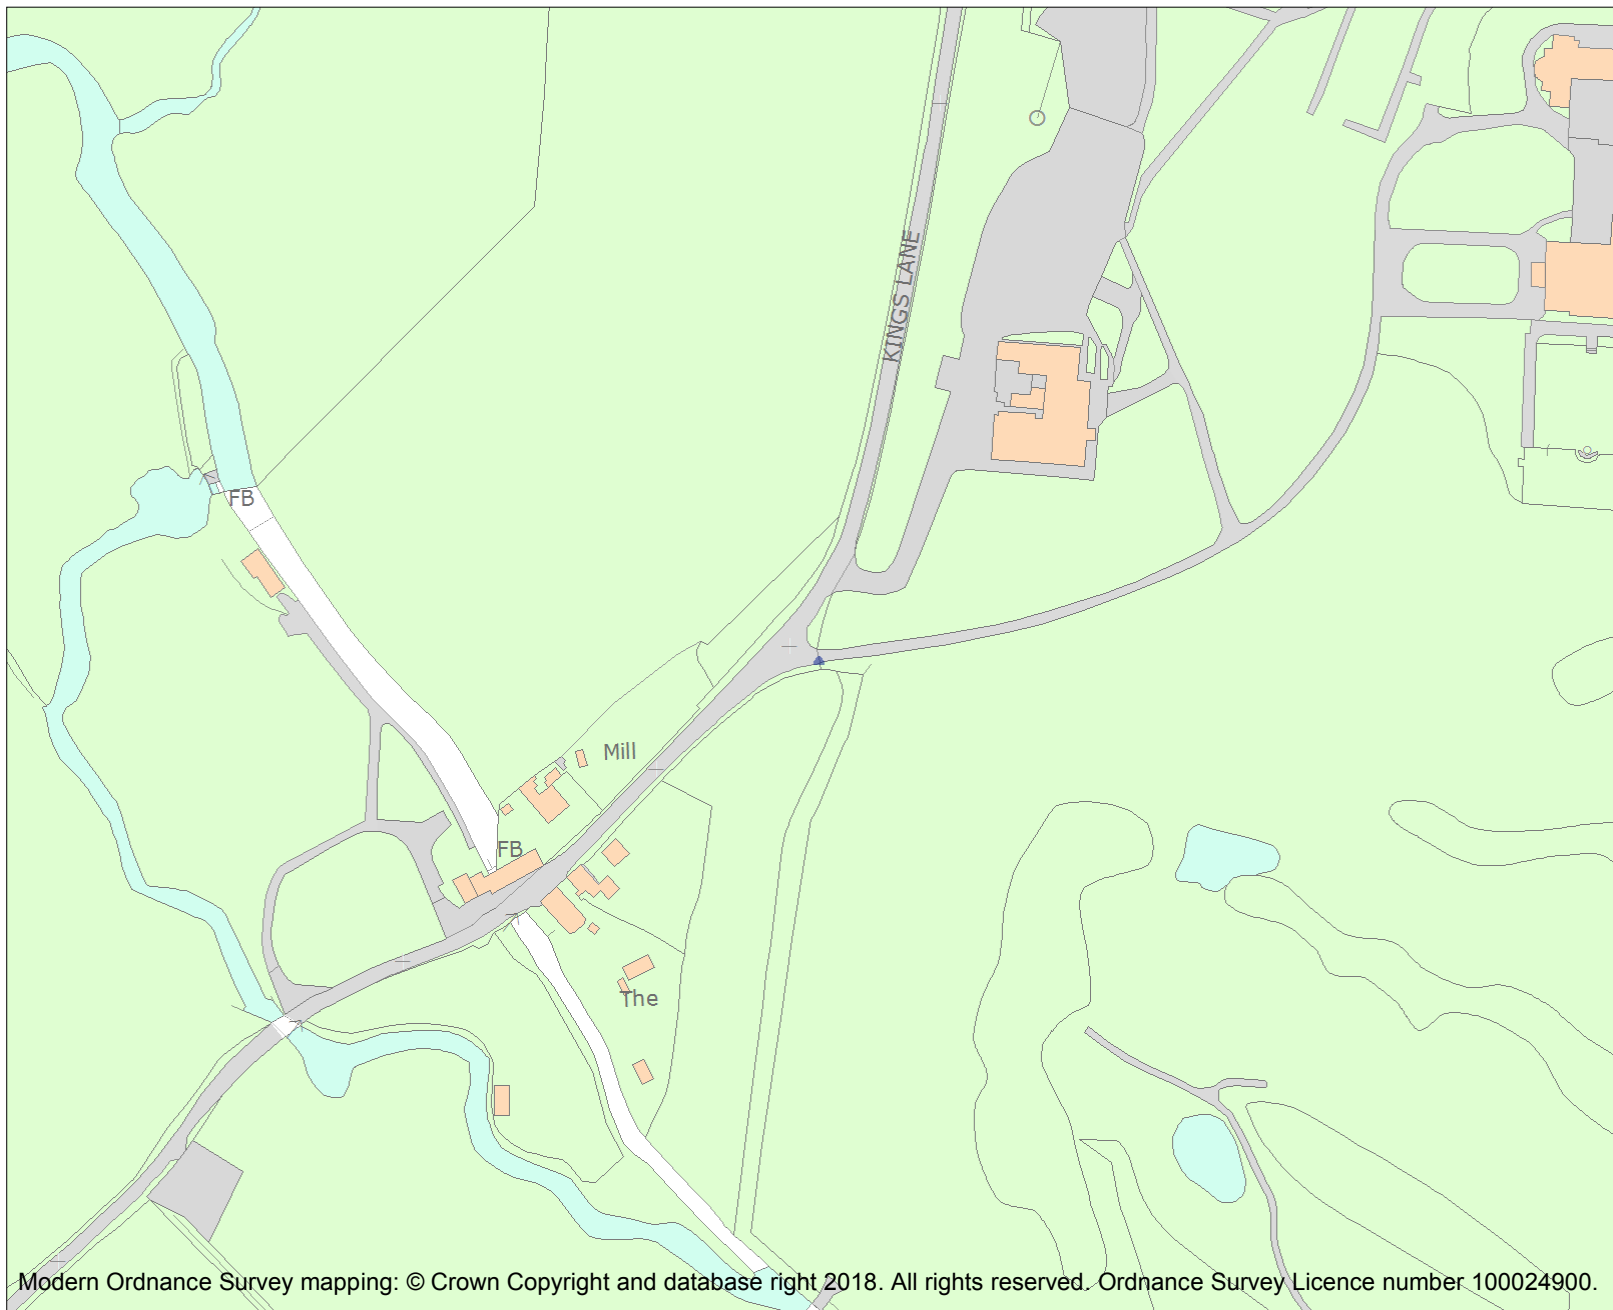 KINGS LANE
FB
Mill
FB
The
Modern Ordnance Survey mapping: © Crown Copyright and database right 2018. All rights reserved. Ordnance Survey Licence number 100024900.